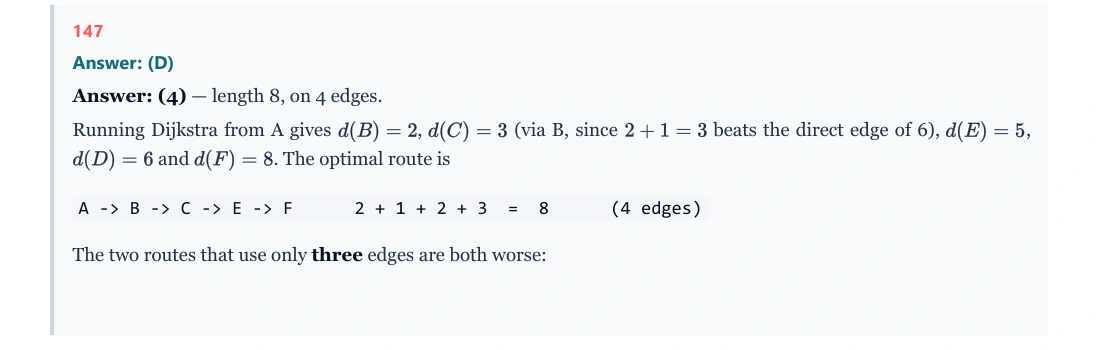 147
Answer: (D)
Answer: (4) — length 8, on 4 edges.
Running Dijkstra from A gives d(B) = 2, d(C) = 3 (via B, since 2 + 1 = 3 beats the direct edge of 6), d(E) = 5,
d(D) = 6 and d(F) = 8. The optimal route is
A -> B -> C -> E -> F     2 + 1 + 2 + 3  =  8     (4 edges)
The two routes that use only three edges are both worse: